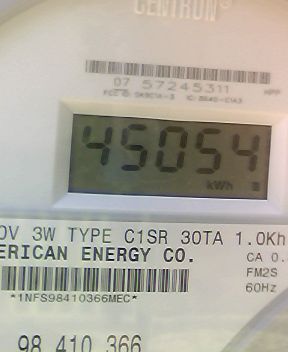 CENTRON®
07 57245311
45054
kWh
0V 3W TYPE C1SR 30TA 1.0Kh
ERICAN ENERGY CO.
CA 0.
FM2S
*1NFS98410366MEC*
60Hz
98 410 366